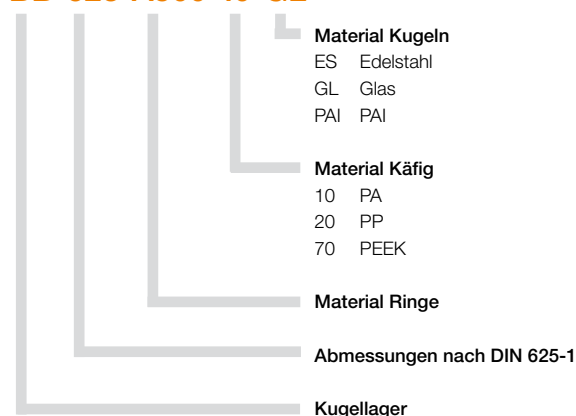 Material Kugeln
ES Edelstahl
GL Glas
PAI PAI
Material Käfig
10 PA
20 PP
70 PEEK
Material Ringe
Abmessungen nach DIN 625-1
Kugellager